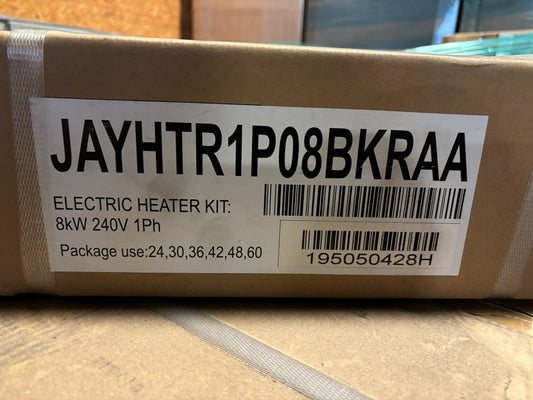 JAYHTR1P08BKRAA
ELECTRIC HEATER KIT:
8kW 240V 1Ph
Package use:24,30,36,42,48,60
195050428H